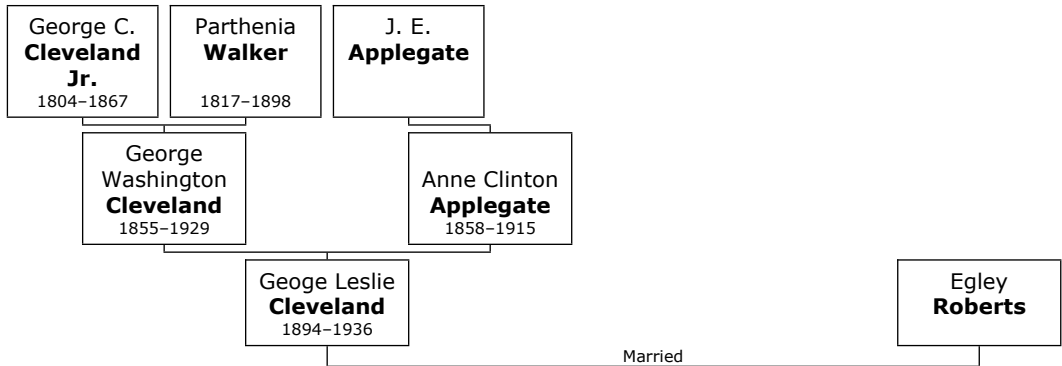 George C.
Cleveland
Jr.
1804–1867
Parthenia
Walker
1817–1898
J. E.
Applegate
George
Washington
Cleveland
1855–1929
Anne Clinton
Applegate
1858–1915
Geoge Leslie
Cleveland
1894–1936
Egley
Roberts
Married